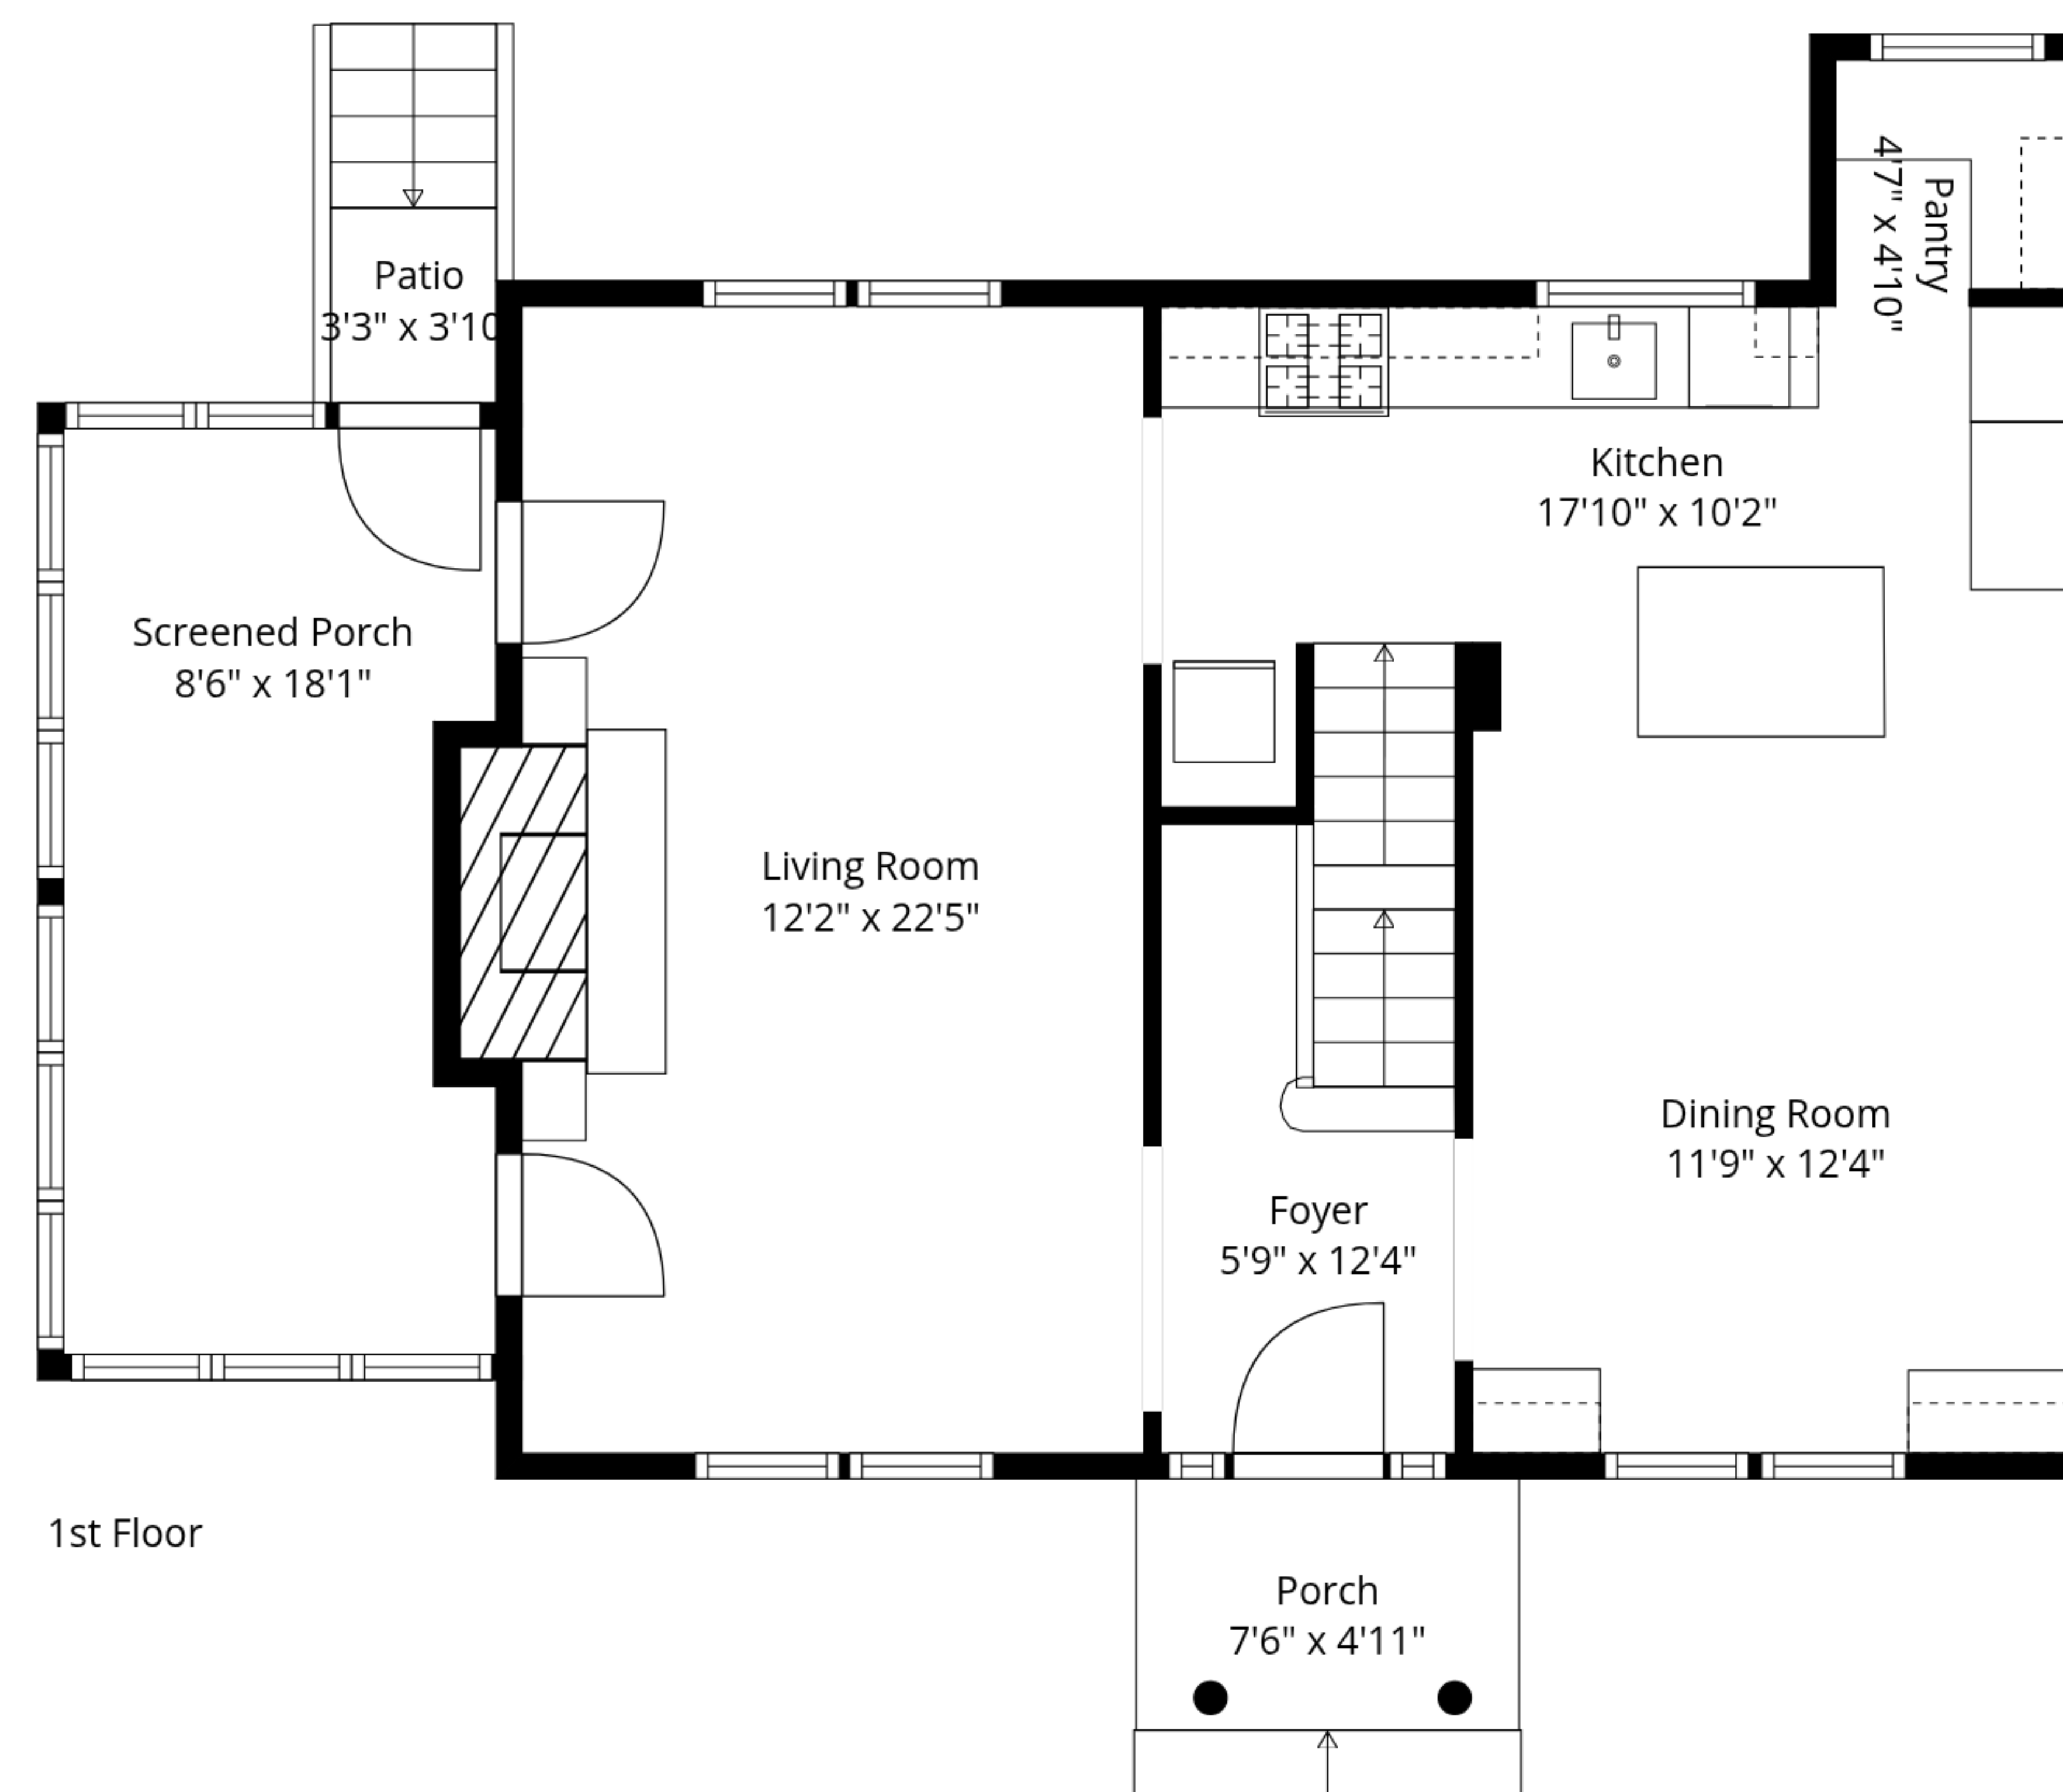 Patio
3'3" x 3'10
Pantry
4'7" x 4'10"
Kitchen
17'10" x 10'2"
Screened Porch
8'6" x 18'1"
Living Room
12'2" x 22'5"
Dining Room
11'9" x 12'4"
Foyer
5'9" x 12'4"
1st Floor
Porch
7'6" x 4'11"